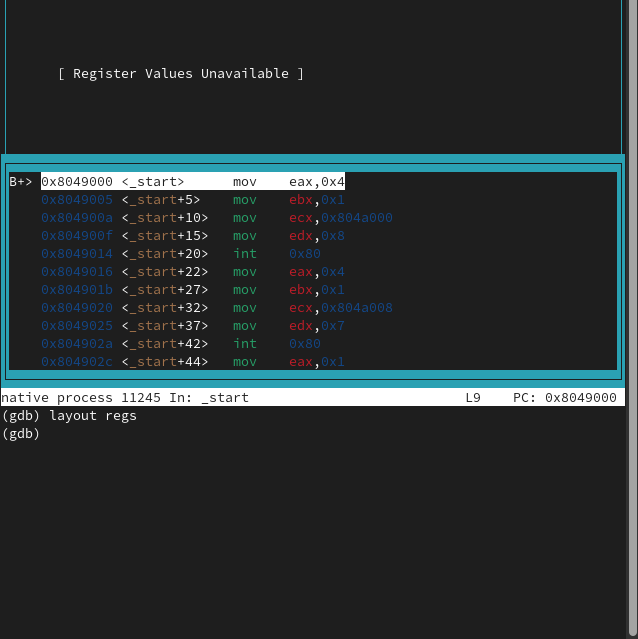 [ Register Values Unavailable ]
B+> 0x8049000 <_start> mov eax,0x4
0x8049005 <_start+5> mov ebx,0x1
0x804900a <_start+10> mov ecx,0x804a000
0x804900f <_start+15> mov edx,0x8
0x8049014 <_start+20> int 0x80
0x8049016 <_start+22> mov eax,0x4
0x804901b <_start+27> mov ebx,0x1
0x8049020 <_start+32> mov ecx,0x804a008
0x8049025 <_start+37> mov edx,0x7
0x804902a <_start+42> int 0x80
0x804902c <_start+44> mov eax,0x1
native process 11245 In: _start L9 PC: 0x8049000
(gdb) layout regs
(gdb)